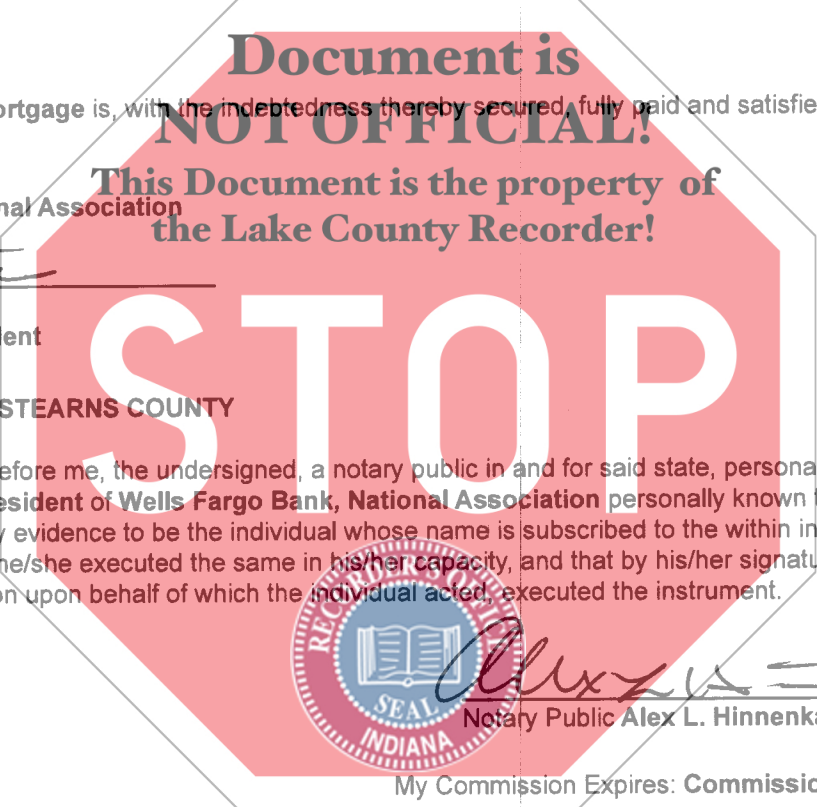 Document is
ortgage is, with the indebtedness thereby secured, fully paid and satisfie
NOT OFFICIAL!
This Document is the property of
nal Association
the Lake County Recorder!
dent
STOP
STEARNS COUNTY
efore me, the undersigned, a notary public in and for said state, persona
esident of Wells Fargo Bank, National Association personally known t
y evidence to be the individual whose name is subscribed to the within in
he/she executed the same in his/her capacity, and that by his/her signatu
on upon behalf of which the individual acted, executed the instrument.
RECORDER'S OFFICE
SEAL
INDIANA
Notary Public Alex L. Hinnenka
My Commission Expires: Commissio